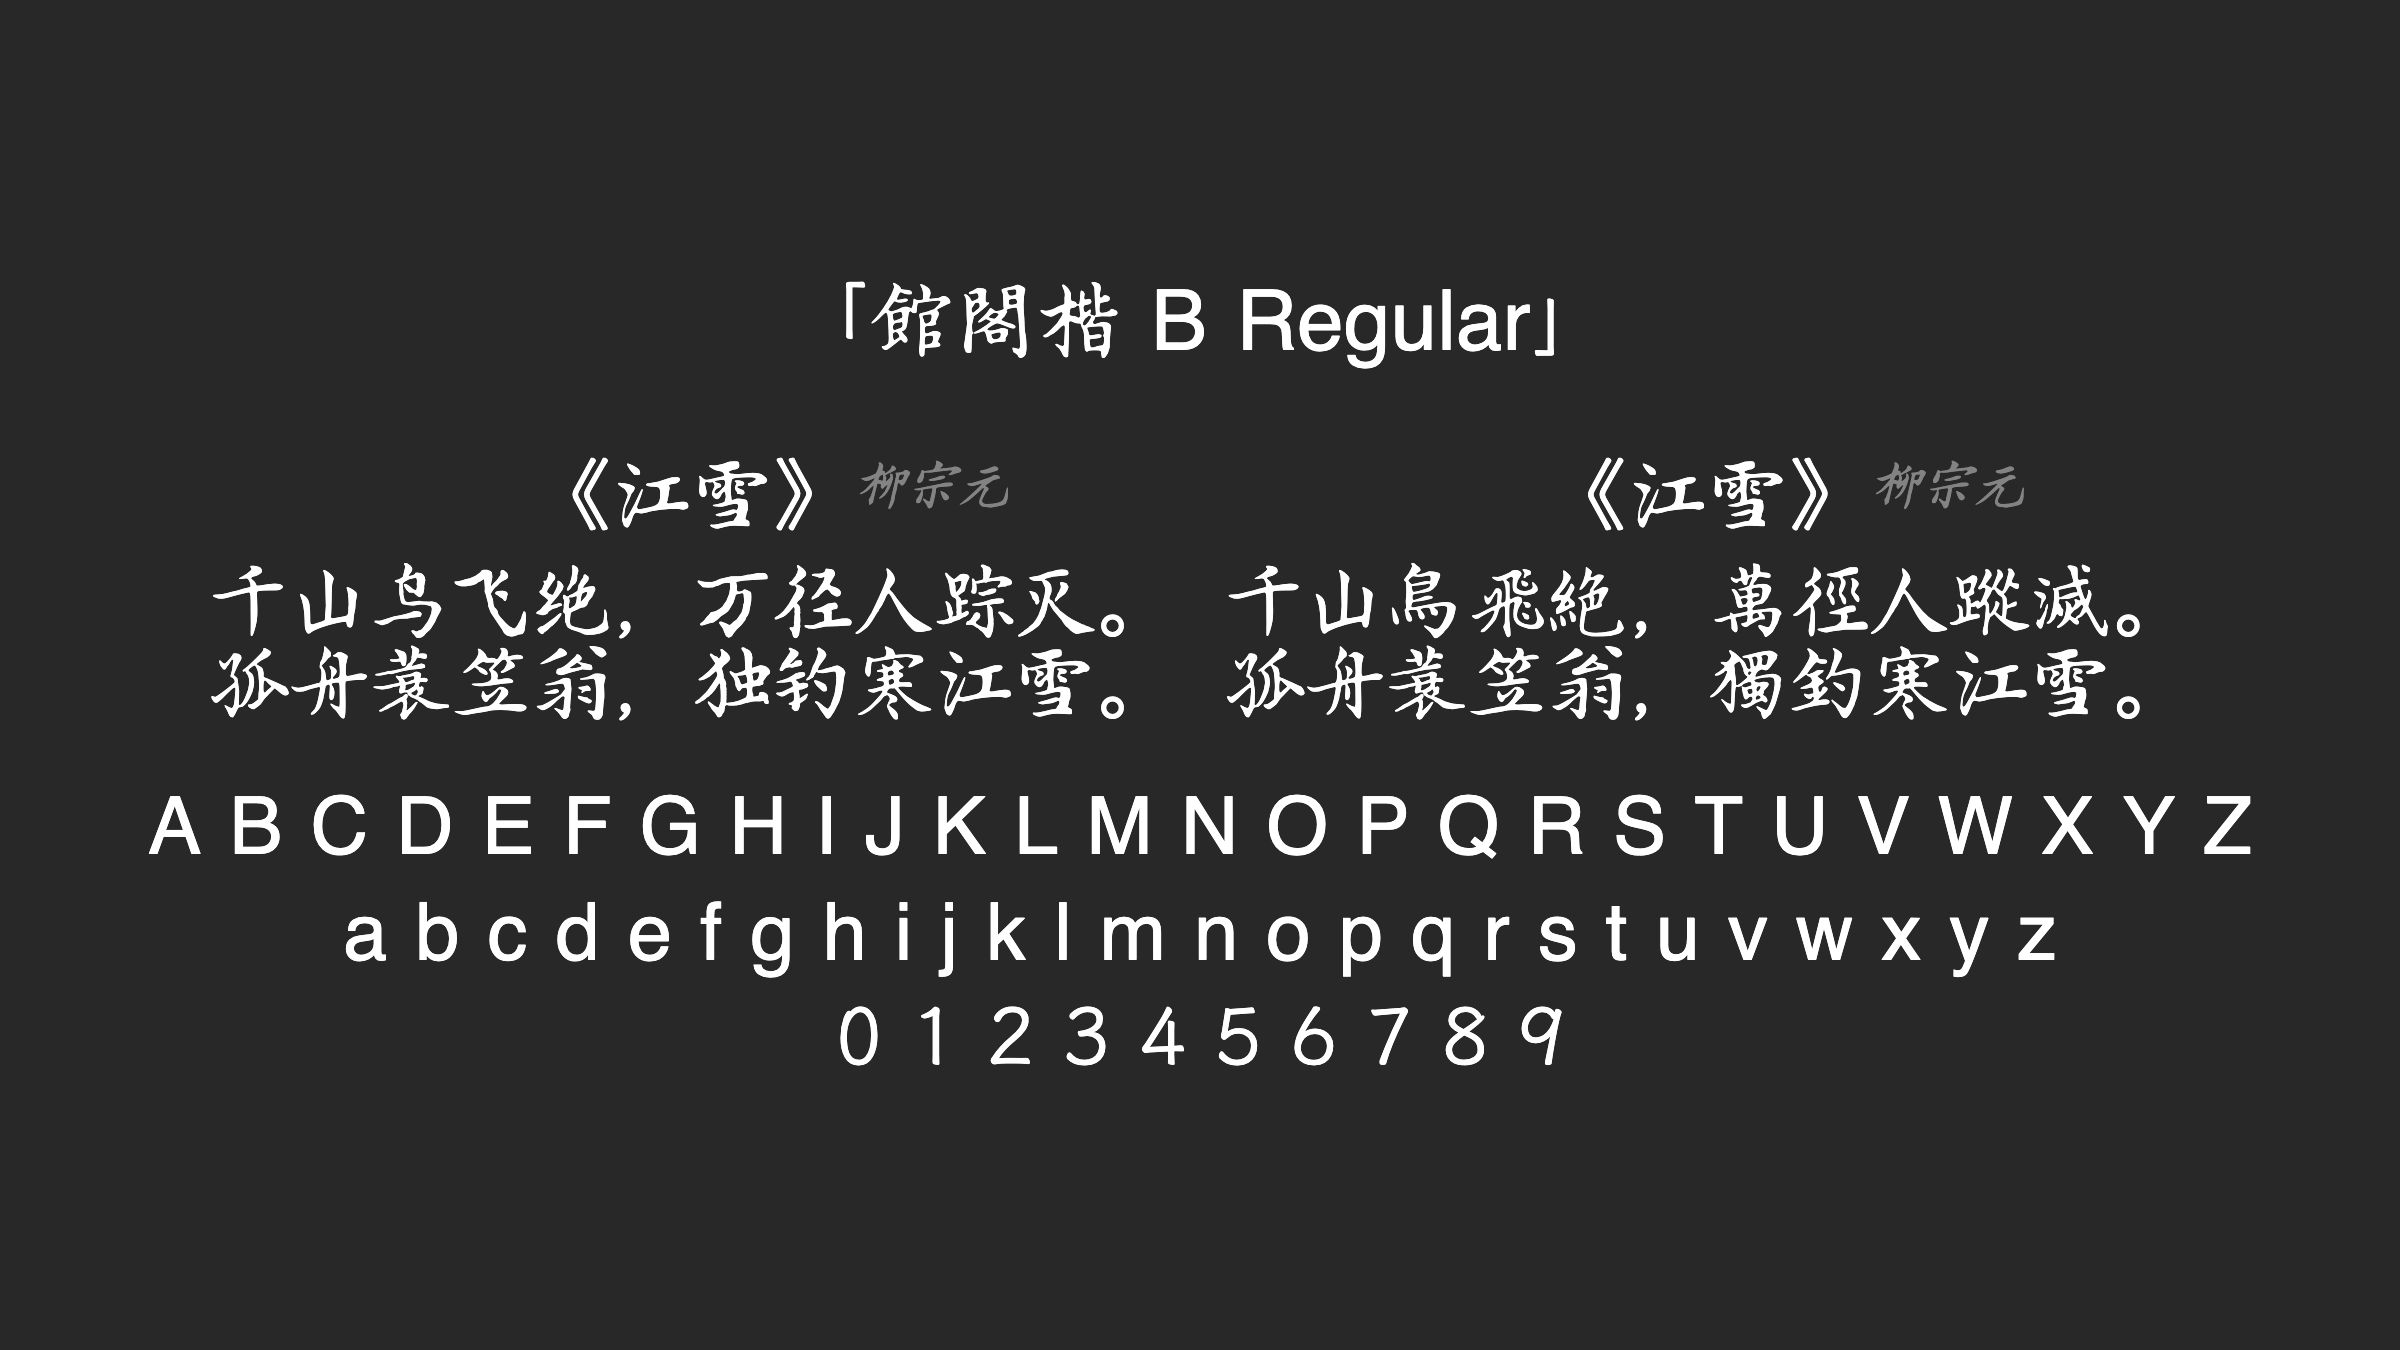 「館閣楷 B Regular」
《江雪》 柳宗元
千山鸟飞绝，万径人踪灭。
孤舟蓑笠翁，独钓寒江雪。
《江雪》 柳宗元
千山鳥飛絕，萬徑人蹤滅。
孤舟蓑笠翁，獨釣寒江雪。
A B C D E F G H I J K L M N O P Q R S T U V W X Y Z
a b c d e f g h i j k l m n o p q r s t u v w x y z
0 1 2 3 4 5 6 7 8 9